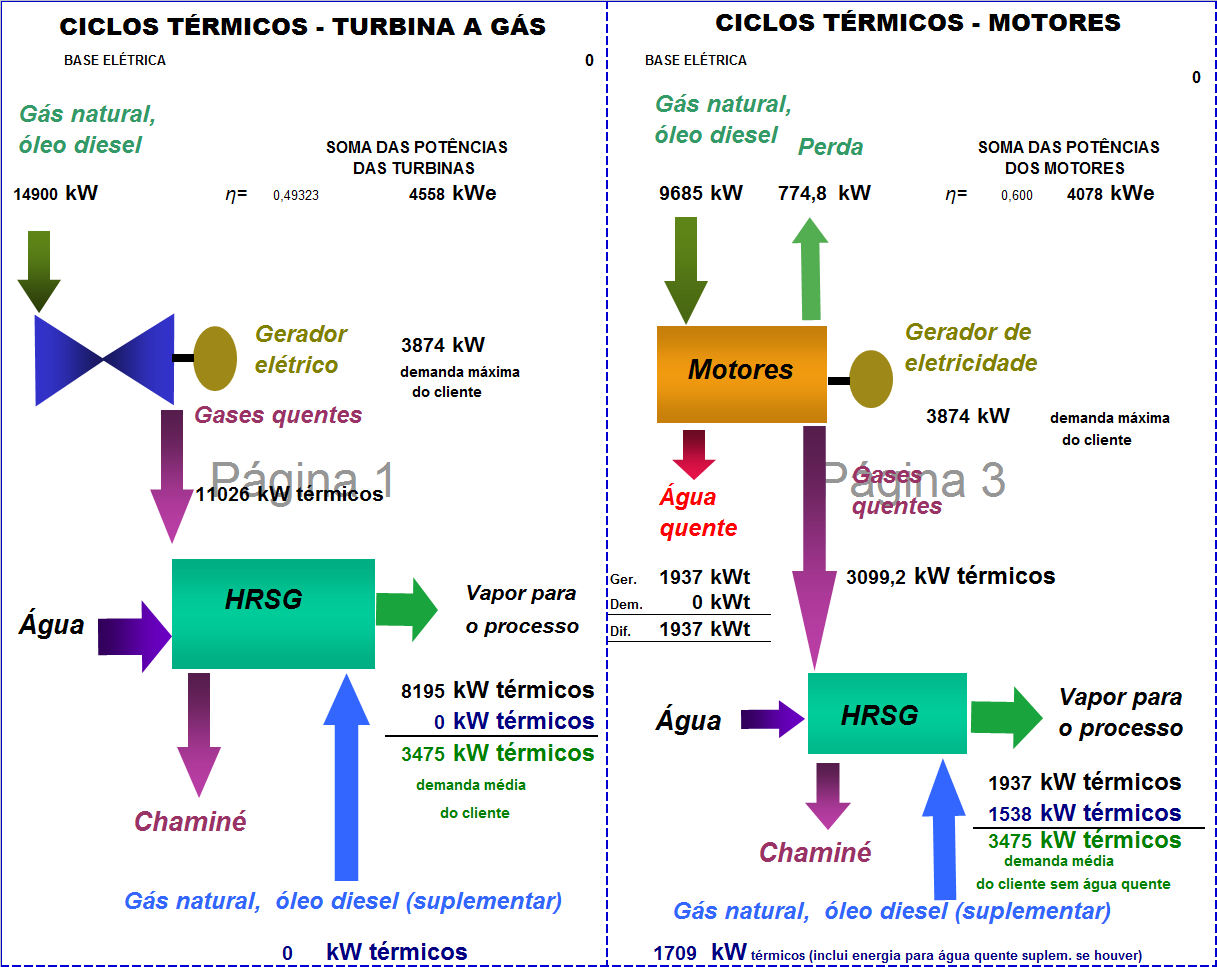 CICLOS TÉRMICOS - TURBINA A GÁS
BASE ELÉTRICA
0
Gás natural,
óleo diesel
SOMA DAS POTÊNCIAS
DAS TURBINAS
14900 kW
η= 0,49323
4558 kWe
Gerador
elétrico
3874 kW
demanda máxima
do cliente
Gases quentes
Página 1
11026 kW térmicos
HRSG
Água
Vapor para
o processo
8195 kW térmicos
0 kW térmicos
3475 kW térmicos
demanda média
do cliente
Chaminé
Gás natural, óleo diesel (suplementar)
0 kW térmicos
CICLOS TÉRMICOS - MOTORES
BASE ELÉTRICA
0
Gás natural,
óleo diesel
Perda
SOMA DAS POTÊNCIAS
DOS MOTORES
9685 kW
774,8 kW
η= 0,600
4078 kWe
Motores
Gerador de
eletricidade
3874 kW
demanda máxima
do cliente
Página 3
Gases
quentes
Água
quente
Ger. 1937 kWt
Dem. 0 kWt
Dif. 1937 kWt
3099,2 kW térmicos
HRSG
Água
Vapor para
o processo
1937 kW térmicos
1538 kW térmicos
3475 kW térmicos
demanda média
do cliente sem água quente
Chaminé
Gás natural, óleo diesel (suplementar)
1709 kW térmicos (inclui energia para água quente suplem. se houver)